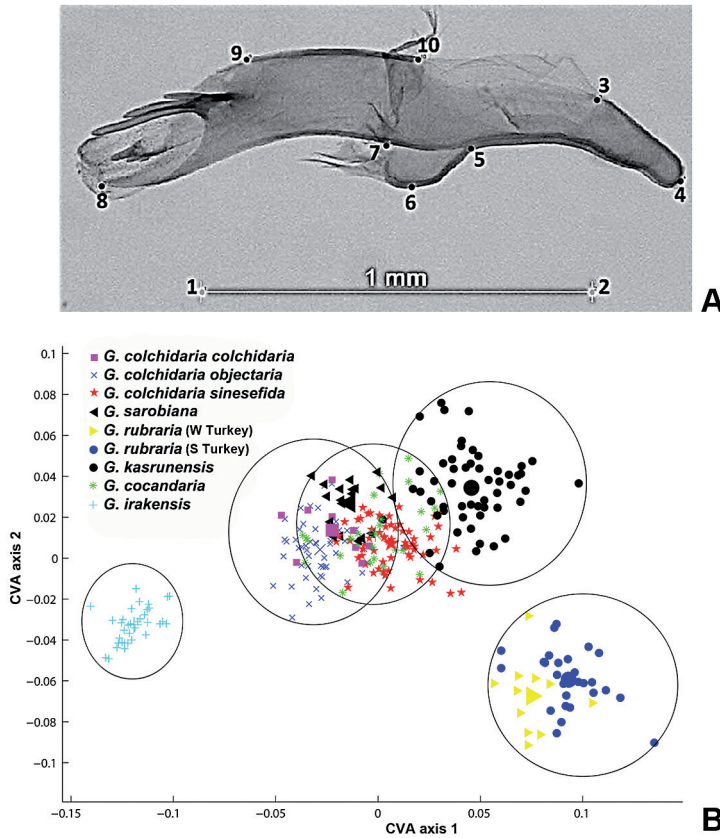 9
10
3
7
5
4
8
6
1 mm
1
2
A
0.1
0.08
0.06
0.04
0.02
0
−0.02
−0.04
−0.06
−0.08
−0.1
CVA axis 2
G. colchidaria colchidaria
G. colchidaria objectaria
G. colchidaria sinesefida
G. sarobiana
G. rubraria (W Turkey)
G. rubraria (S Turkey)
G. kasrunensis
G. cocandaria
G. irakensis
−0.15
−0.1
−0.05
0
0.05
0.1
CVA axis 1
B